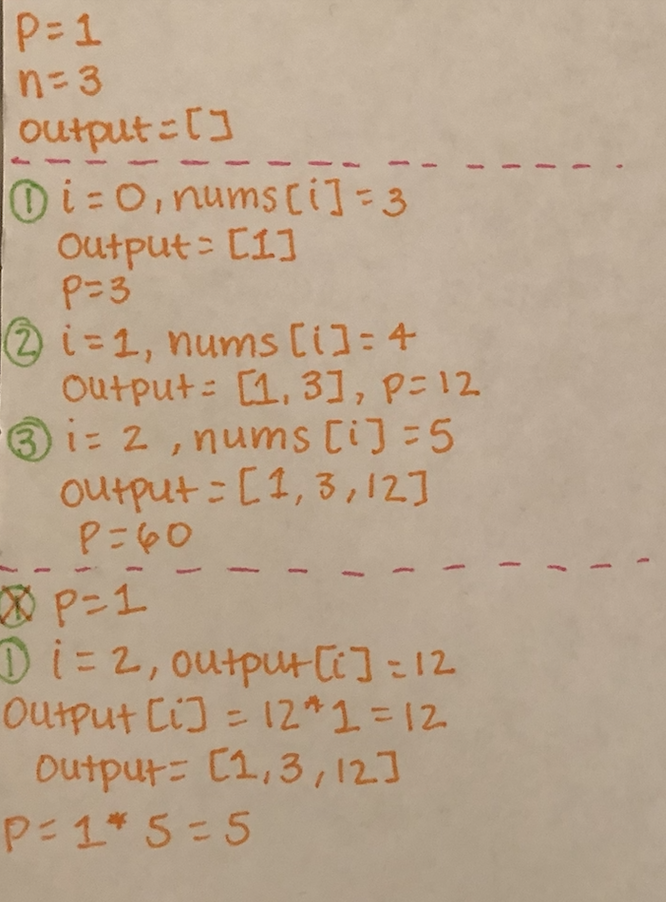 p=1
n=3
output=[]
① i=0, nums[i]=3
output=[1]
p=3
② i=1, nums[i]=4
output=[1,3], p=12
③ i=2, nums[i]=5
output=[1,3,12]
p=60
p=1
① i=2, output[i]=12
output[i]=12*1=12
output=[1,3,12]
p=1*5=5